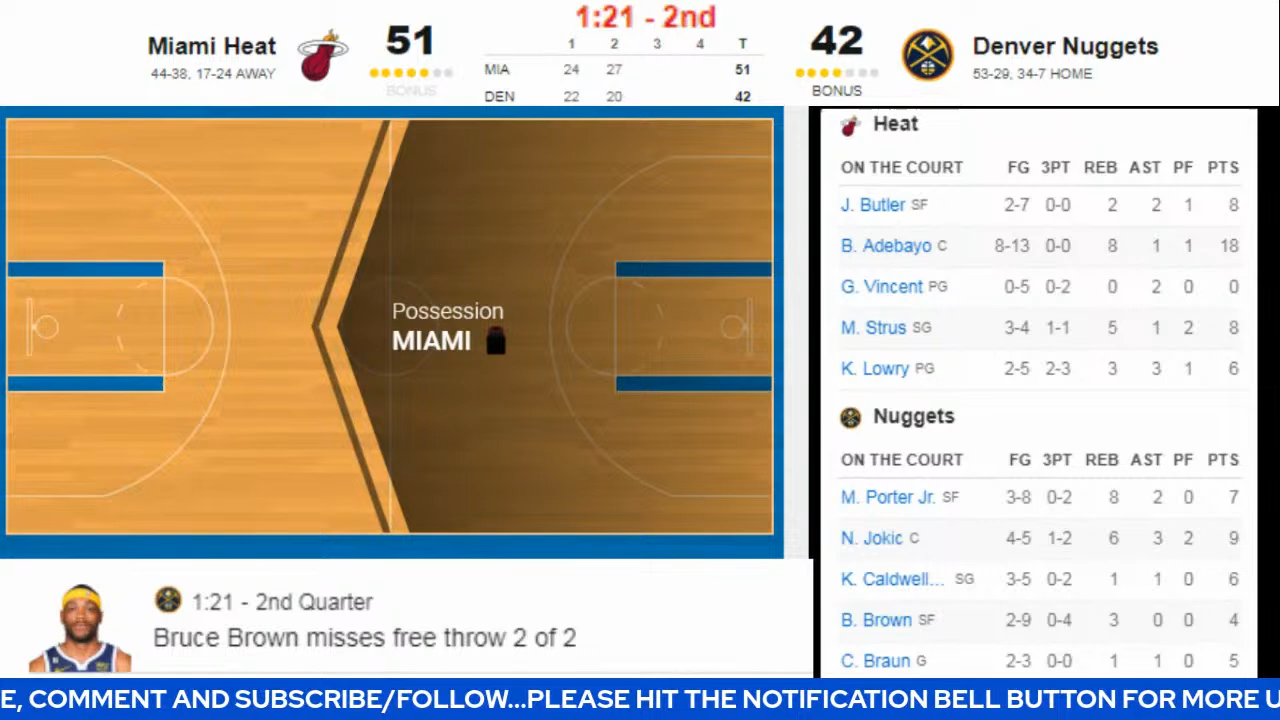 1:21 - 2nd
Miami Heat
44-38, 17-24 AWAY
51
BONUS
1 2 3 4 T
MIA 24 27 51
DEN 22 20 42
42
BONUS
Denver Nuggets
53-29, 34-7 HOME
Possession
MIAMI
1:21 - 2nd Quarter
Bruce Brown misses free throw 2 of 2
Heat
ON THE COURT FG 3PT REB AST PF PTS
J. Butler SF 2-7 0-0 2 2 1 8
B. Adebayo C 8-13 0-0 8 1 1 18
G. Vincent PG 0-5 0-2 0 2 0 0
M. Strus SG 3-4 1-1 5 1 2 8
K. Lowry PG 2-5 2-3 3 3 1 6
Nuggets
ON THE COURT FG 3PT REB AST PF PTS
M. Porter Jr. SF 3-8 0-2 8 2 0 7
N. Jokic C 4-5 1-2 6 3 2 9
K. Caldwell... SG 3-5 0-2 1 1 0 6
B. Brown SF 2-9 0-4 3 0 0 4
C. Braun G 2-3 0-0 1 1 0 5
E, COMMENT AND SUBSCRIBE/FOLLOW...PLEASE HIT THE NOTIFICATION BELL BUTTON FOR MORE U